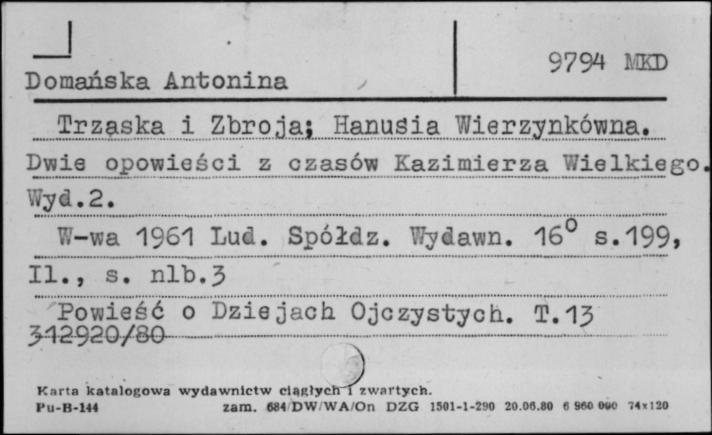 9794 MKD
Domańska Antonina
Trząska i Zbroja; Hanusia Wierzynkówna.
Dwie opowieści z czasów Kazimierza Wielkiego.
Wyd.2.
W-wa 1961 Lud. Spółdz. Wydawn. 16° s.199,
Il., s. nlb.3
Powieść o Dziejach Ojczystych. T.13
312920/80
Karta katalogowa wydawnictw ciągłych i zwartych.
Pu-B-144 zam. 684/DW/WA/On DZG 1501-1-290 20.06.80 6 960 000 74x120